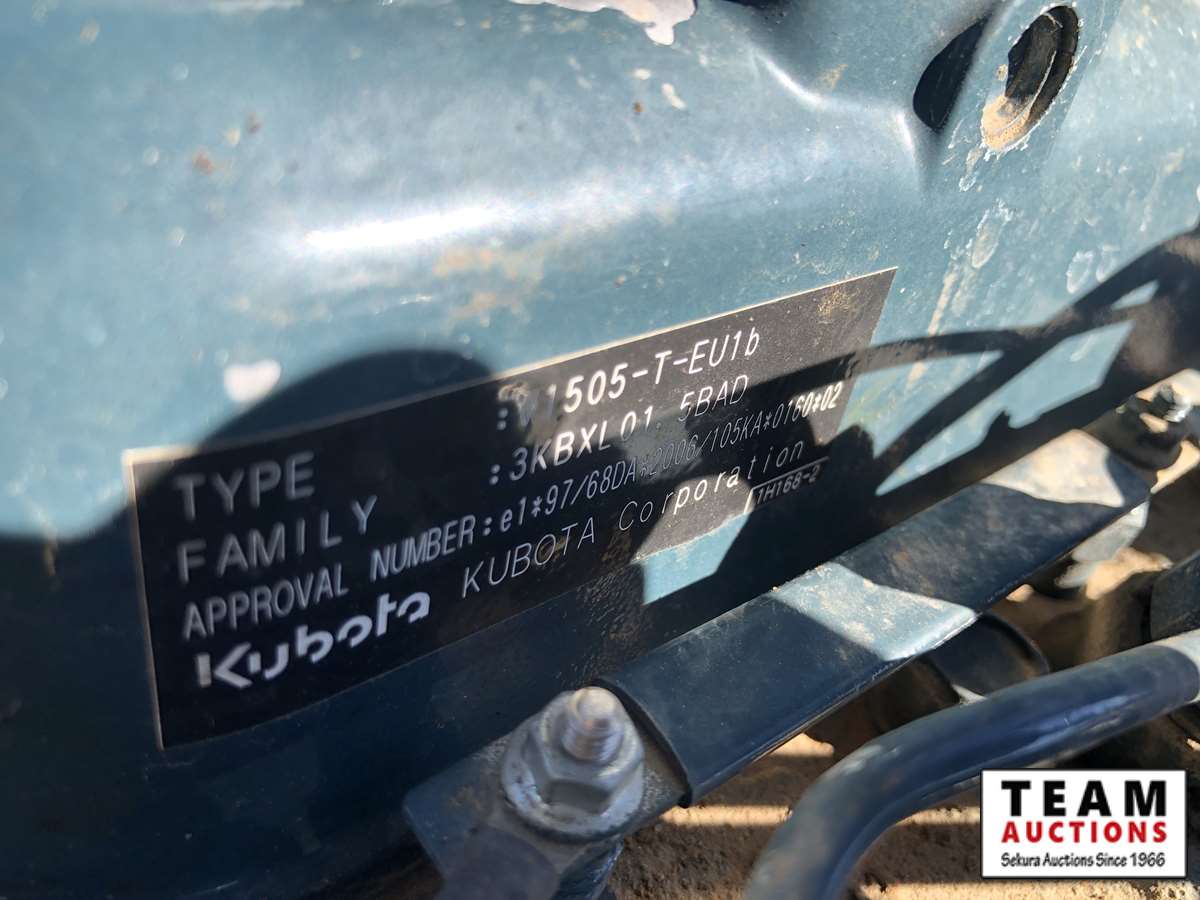 TYPE :V1505-T-EU1b
FAMILY :3KBXL01.5BAD
APPROVAL NUMBER:e1*97/68DA*2006/105KA*0160*02
Kubota KUBOTA Corporation 1H168-2
TEAM
AUCTIONS
Sekura Auctions Since 1966